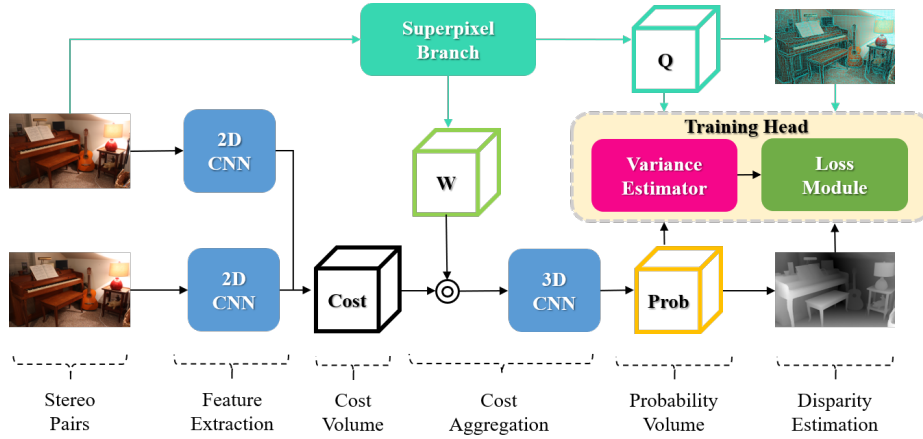 Superpixel
Branch
Q
2D
CNN
W
Training Head
Variance
Estimator
Loss
Module
2D
CNN
Cost
3D
CNN
Prob
Stereo
Pairs
Feature
Extraction
Cost
Volume
Cost
Aggregation
Probability
Volume
Disparity
Estimation